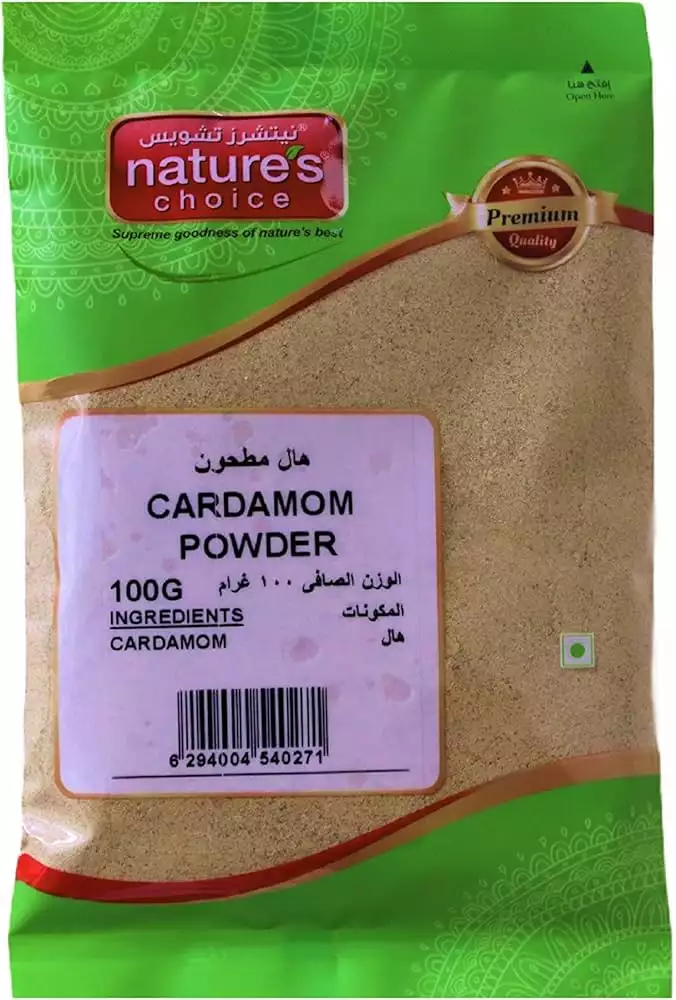 إفتح هنا
Open Here
نيتشرز تشويس®
nature's®
choice
Supreme goodness of nature's best
Premium
Quality
هال مطحون
CARDAMOM
POWDER
100G الوزن الصافى ١٠٠ غرام
INGREDIENTS المكونات
CARDAMOM هال
6 294004 540271